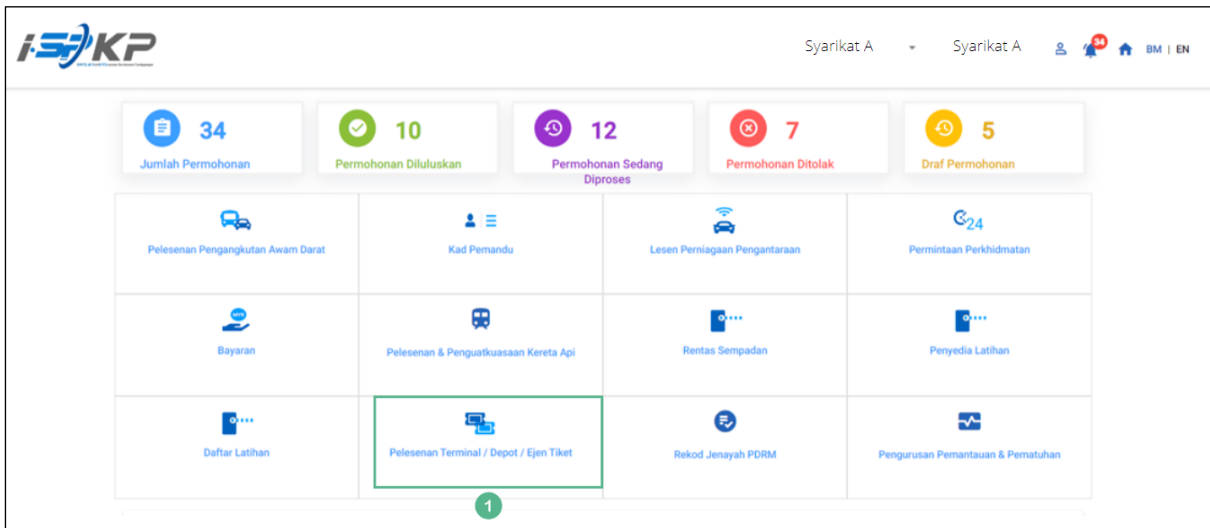 i-SPKP
Syarikat A
Syarikat A
34
BM | EN
34
Jumlah Permohonan
10
Permohonan Diluluskan
12
Permohonan Sedang
Diproses
7
Permohonan Ditolak
5
Draf Permohonan
Pelesenan Pengangkutan Awam Darat
Kad Pemandu
Lesen Perniagaan Pengantaraan
24
Permintaan Perkhidmatan
Bayaran
Pelesenan & Penguatkuasaan Kereta Api
Rentas Sempadan
Penyedia Latihan
Daftar Latihan
Pelesenan Terminal / Depot / Ejen Tiket
Rekod Jenayah PDRM
Pengurusan Pemantauan & Pematuhan
1